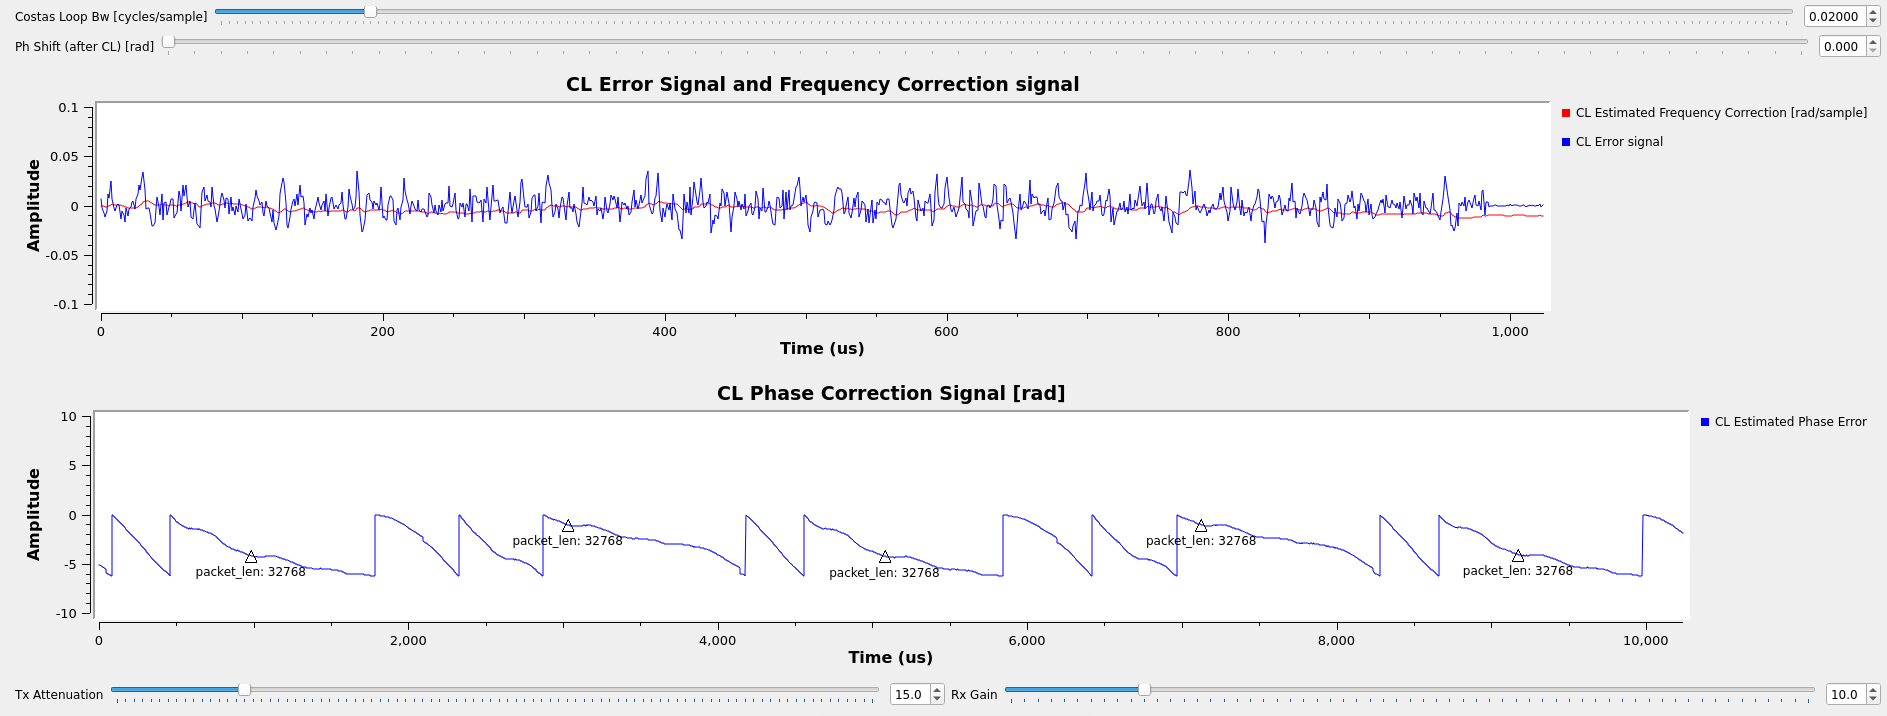 Costas Loop Bw [cycles/sample]
0.02000
Ph Shift (after CL) [rad]
0.000
CL Error Signal and Frequency Correction signal
0.1
0.05
0
-0.05
-0.1
Amplitude
CL Estimated Frequency Correction [rad/sample]
CL Error signal
0 200 400 600 800 1,000
Time (us)
CL Phase Correction Signal [rad]
10
5
0
-5
-10
Amplitude
CL Estimated Phase Error
packet_len: 32768
packet_len: 32768
packet_len: 32768
packet_len: 32768
packet_len: 32768
0 2,000 4,000 6,000 8,000 10,000
Time (us)
Tx Attenuation 15.0 Rx Gain 10.0